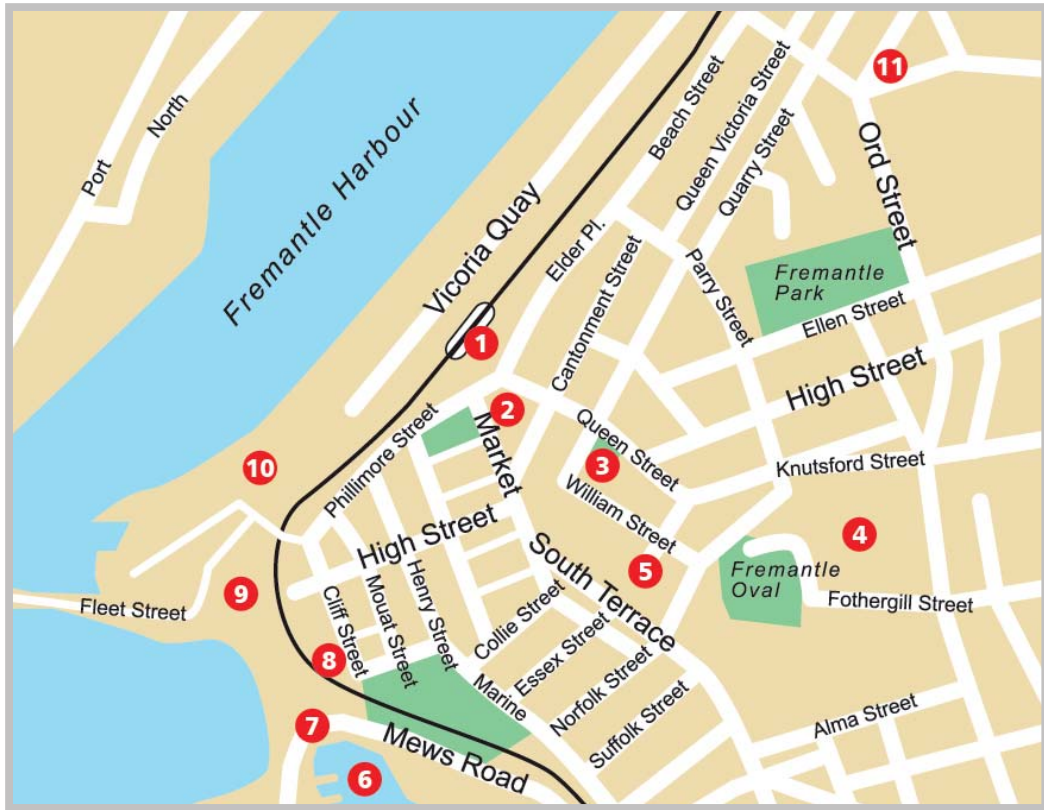 11
North
Port
Fremantle Harbour
Beach Street
Queen Victoria Street
Quarry Street
Ord Street
Vicoria Quay
Elder Pl.
Parry Street
Fremantle
Park
Ellen Street
1
Cantonment Street
High Street
2
Market
Phillimore Street
Queen Street
3
10
Knutsford Street
William Street
High Street
4
South Terrace
5
Fremantle
Oval
Fothergill Street
9
Fleet Street
Cliff Street
Mouat Street
Henry Street
Collie Street
Essex Street
Norfolk Street
Suffolk Street
8
Marine
7
Mews Road
Alma Street
6